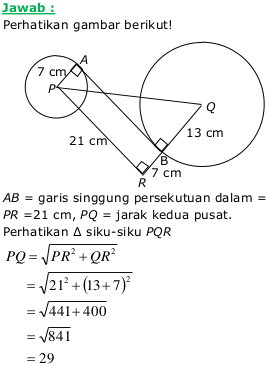 Jawab :
Perhatikan gambar berikut!
A
7 cm
P
Q
13 cm
21 cm
B
7 cm
R
AB = garis singgung persekutuan dalam =
PR =21 cm, PQ = jarak kedua pusat.
Perhatikan Δ siku-siku PQR
PQ = √(PR² + QR²)
= √(21² + (13+7)²)
= √(441+400)
= √841
= 29